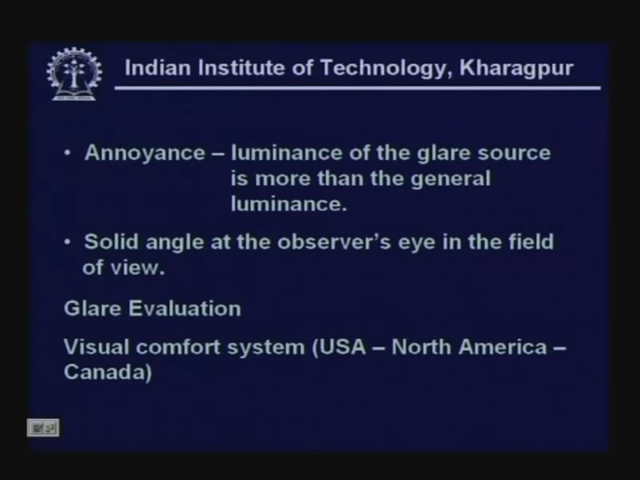 Indian Institute of Technology, Kharagpur
• Annoyance – luminance of the glare source
is more than the general
luminance.
• Solid angle at the observer's eye in the field
of view.
Glare Evaluation
Visual comfort system (USA – North America –
Canada)